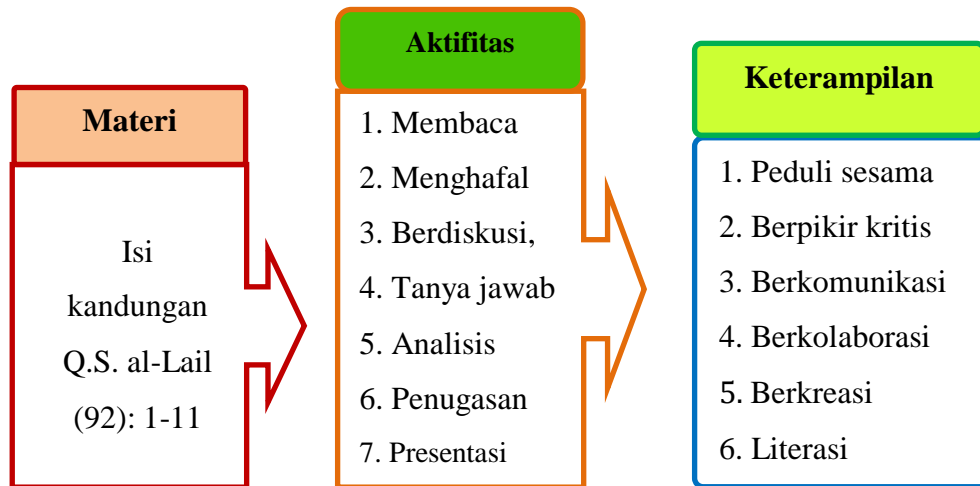 Materi
Isi
kandungan
Q.S. al-Lail
(92): 1-11
Aktifitas
1. Membaca
2. Menghafal
3. Berdiskusi,
4. Tanya jawab
5. Analisis
6. Penugasan
7. Presentasi
Keterampilan
1. Peduli sesama
2. Berpikir kritis
3. Berkomunikasi
4. Berkolaborasi
5. Berkreasi
6. Literasi